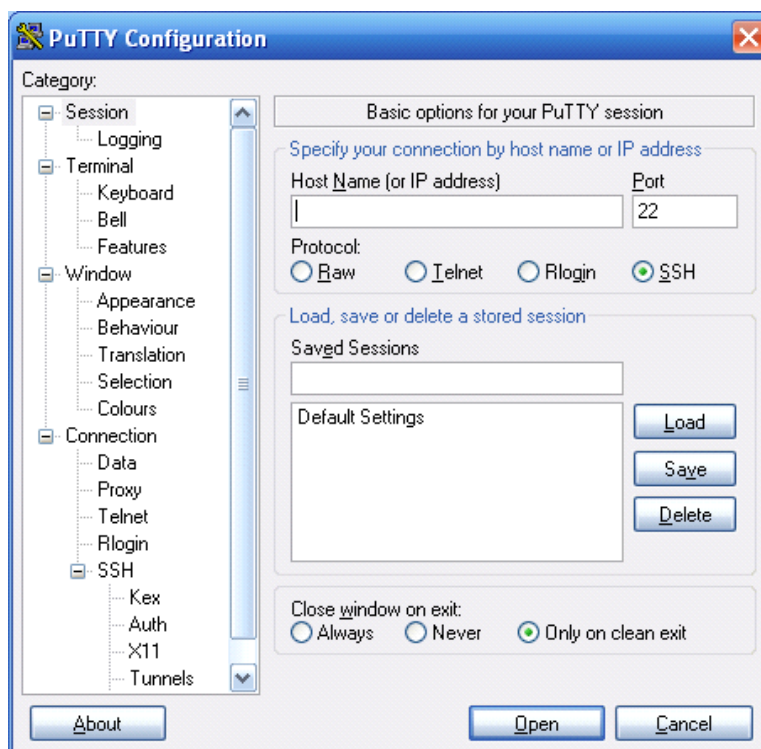 PuTTY Configuration
Category:
Session
Logging
Terminal
Keyboard
Bell
Features
Window
Appearance
Behaviour
Translation
Selection
Colours
Connection
Data
Proxy
Telnet
Rlogin
SSH
Kex
Auth
X11
Tunnels
Basic options for your PuTTY session
Specify your connection by host name or IP address
Host Name (or IP address) Port
22
Protocol:
Raw Telnet Rlogin SSH
Load, save or delete a stored session
Saved Sessions
Default Settings
Load
Save
Delete
Close window on exit:
Always Never Only on clean exit
About Open Cancel